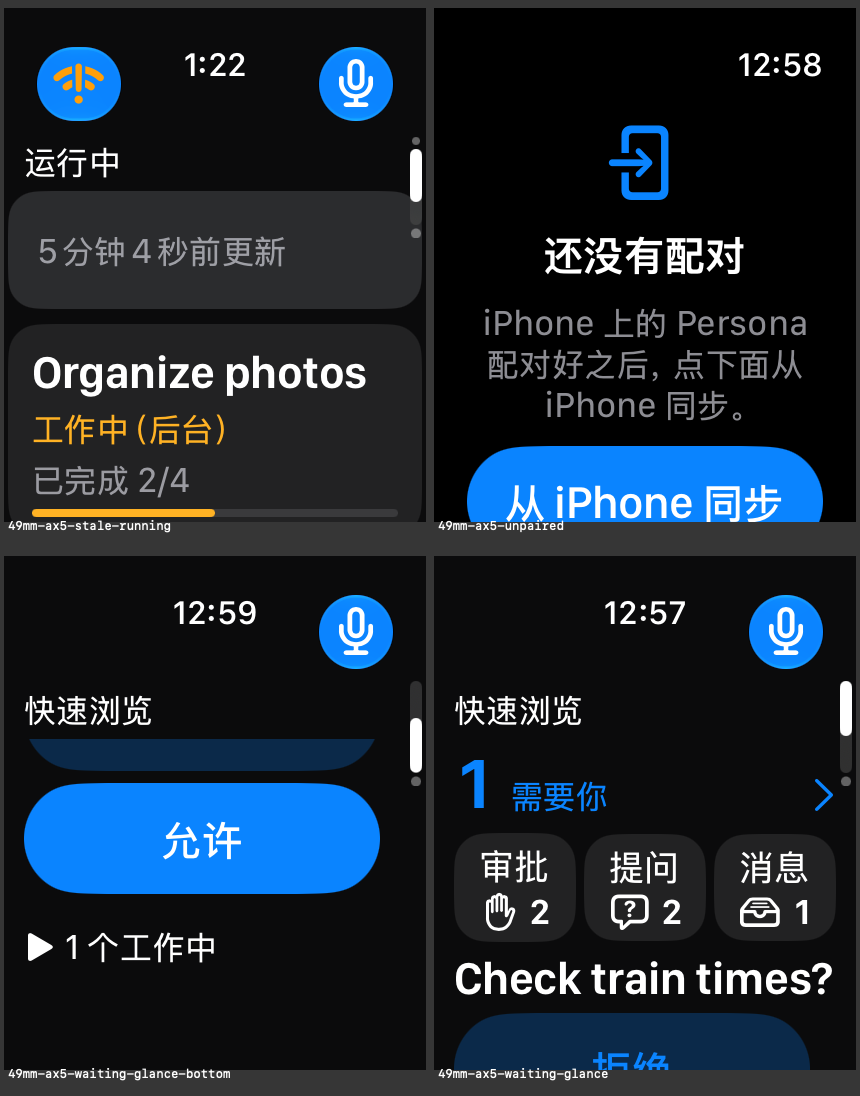 1:22
运行中
5分钟4秒前更新
Organize photos
工作中(后台)
已完成 2/4
49mm-ax5-stale-running
12:58
还没有配对
iPhone 上的 Persona
配对好之后,点下面从
iPhone 同步。
从 iPhone 同步
49mm-ax5-unpaired
12:59
快速浏览
允许
1个工作中
49mm-ax5-waiting-glance-bottom
12:57
快速浏览
1 需要你
审批 提问 消息
2 2 1
Check train times?
拒绝
49mm-ax5-waiting-glance